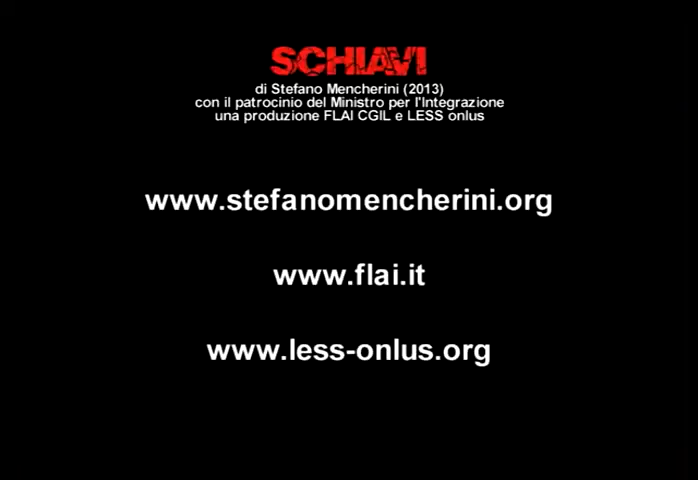 SCHIAVI
di Stefano Mencherini (2013)
con il patrocinio del Ministro per l'Integrazione
una produzione FLAI CGIL e LESS onlus
www.stefanomencherini.org
www.flai.it
www.less-onlus.org